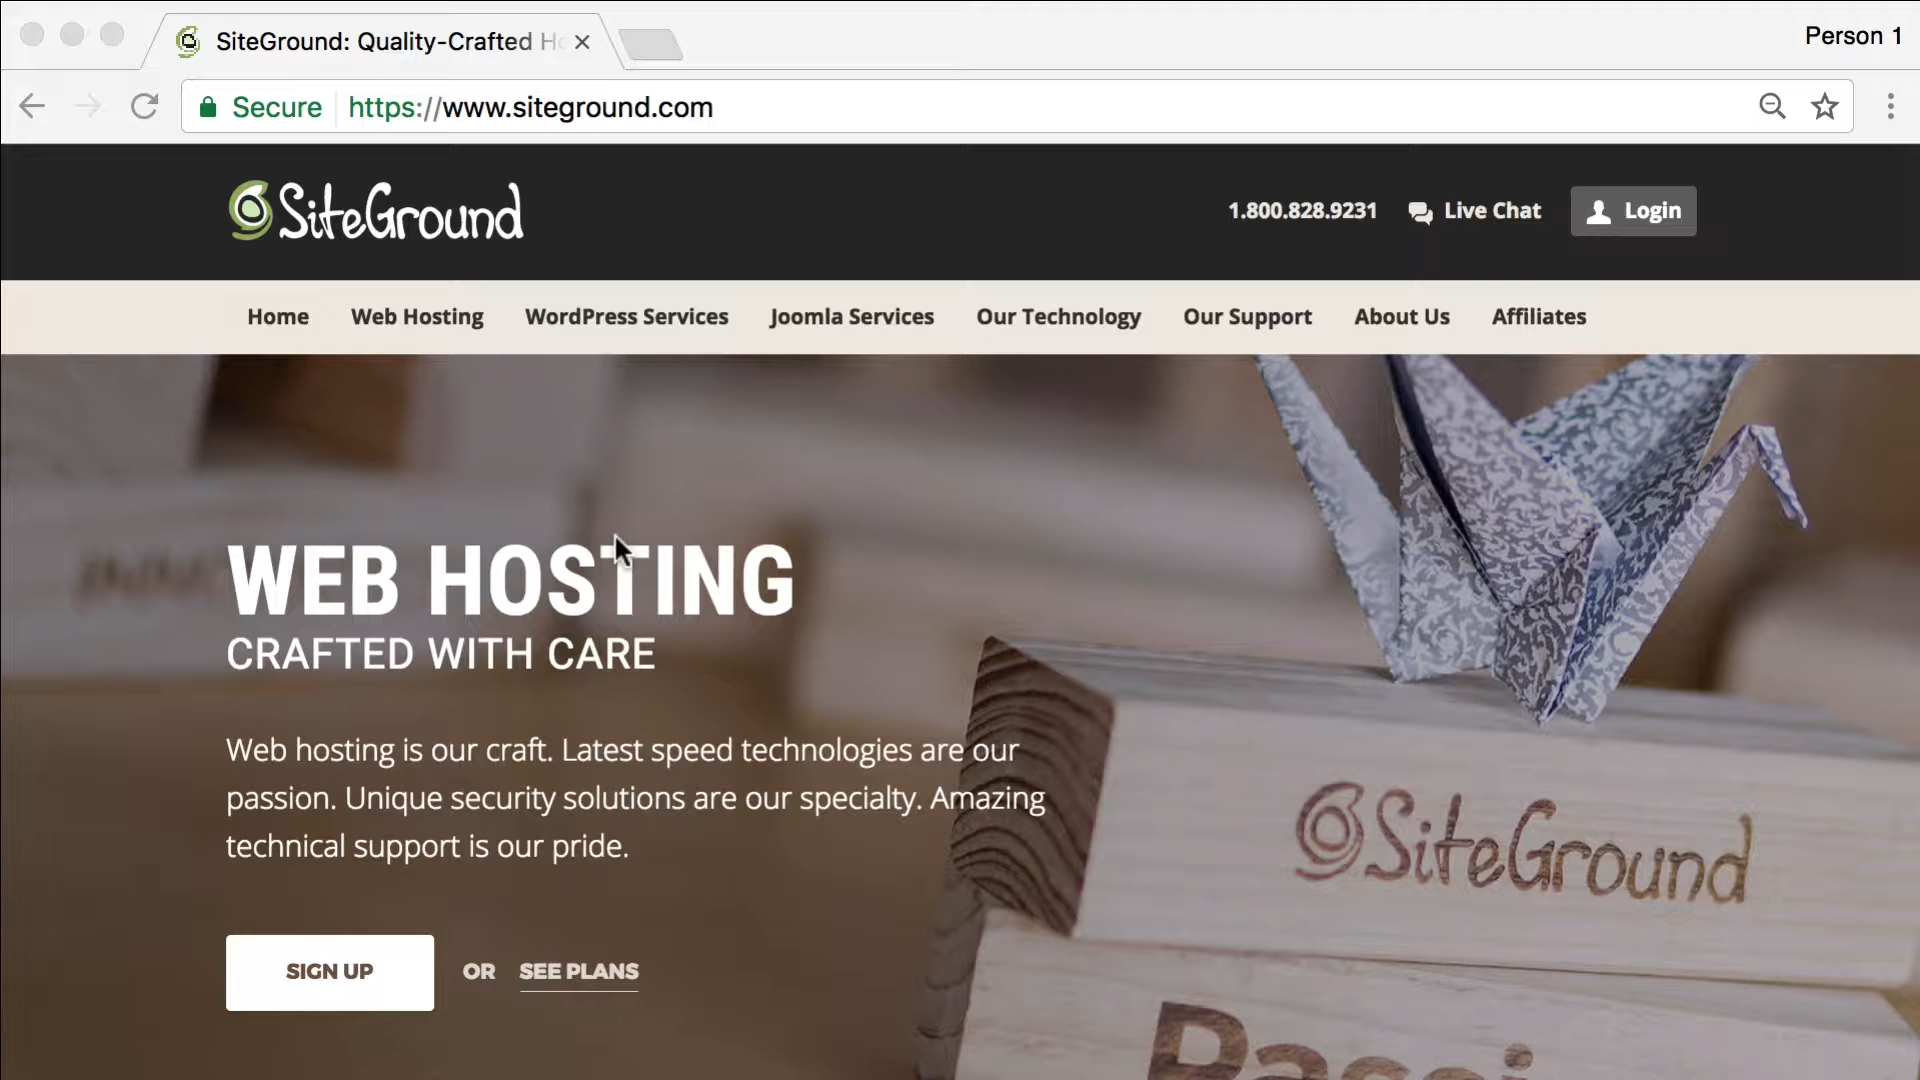 SiteGround: Quality-Crafted
Person 1
Secure https://www.siteground.com
SiteGround
1.800.828.9231 Live Chat Login
Home Web Hosting WordPress Services Joomla Services Our Technology Our Support About Us Affiliates
WEB HOSTING
CRAFTED WITH CARE
Web hosting is our craft. Latest speed technologies are our
passion. Unique security solutions are our specialty. Amazing
technical support is our pride.
SiteGround
SIGN UP OR SEE PLANS